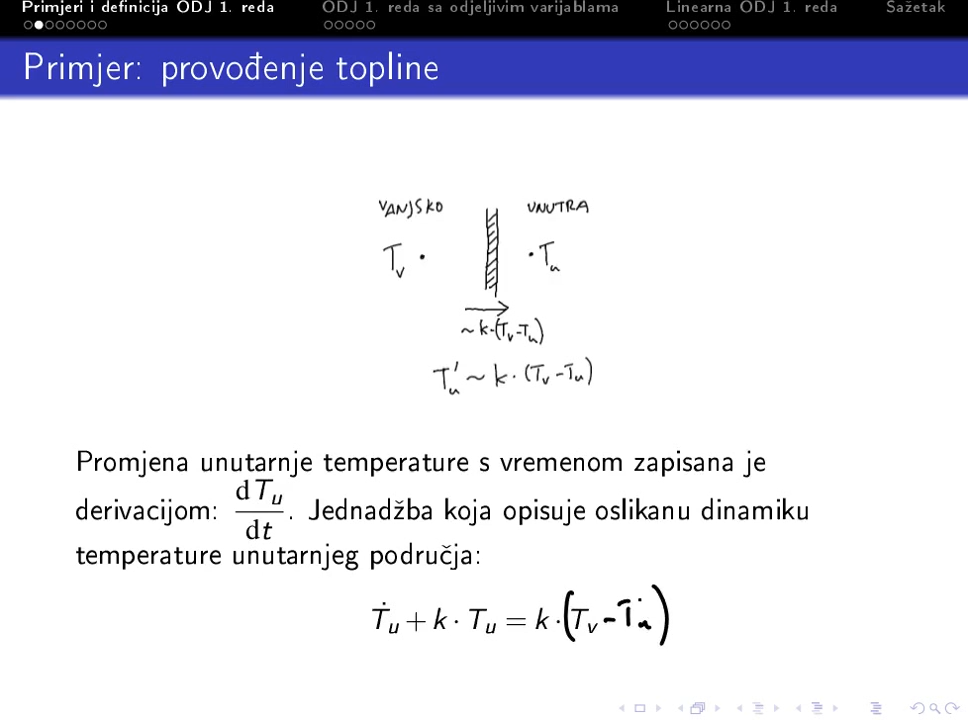 Primjeri i definicija ODJ 1. reda ODJ 1. reda sa odjeljivim varijablama Linearna ODJ 1. reda Sažetak
Primjer: provođenje topline
VANJSKO UNUTRA
T_v · · T_u
~ k·(T_v-T_u)
T_u' ~ k · (T_v - T_u)
Promjena unutarnje temperature s vremenom zapisana je
derivacijom: dT_u/dt. Jednadžba koja opisuje oslikanu dinamiku
temperature unutarnjeg područja:
Ṫ_u + k · T_u = k · (T_v - T_u)